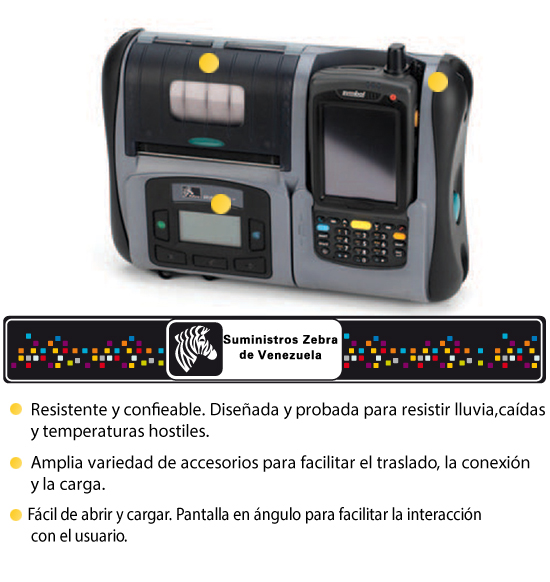 Suministros Zebra
de Venezuela
Resistente y confieable. Diseñada y probada para resistir lluvia,caídas
y temperaturas hostiles.
Amplia variedad de accesorios para facilitar el traslado, la conexión
y la carga.
Fácil de abrir y cargar. Pantalla en ángulo para facilitar la interacción
con el usuario.